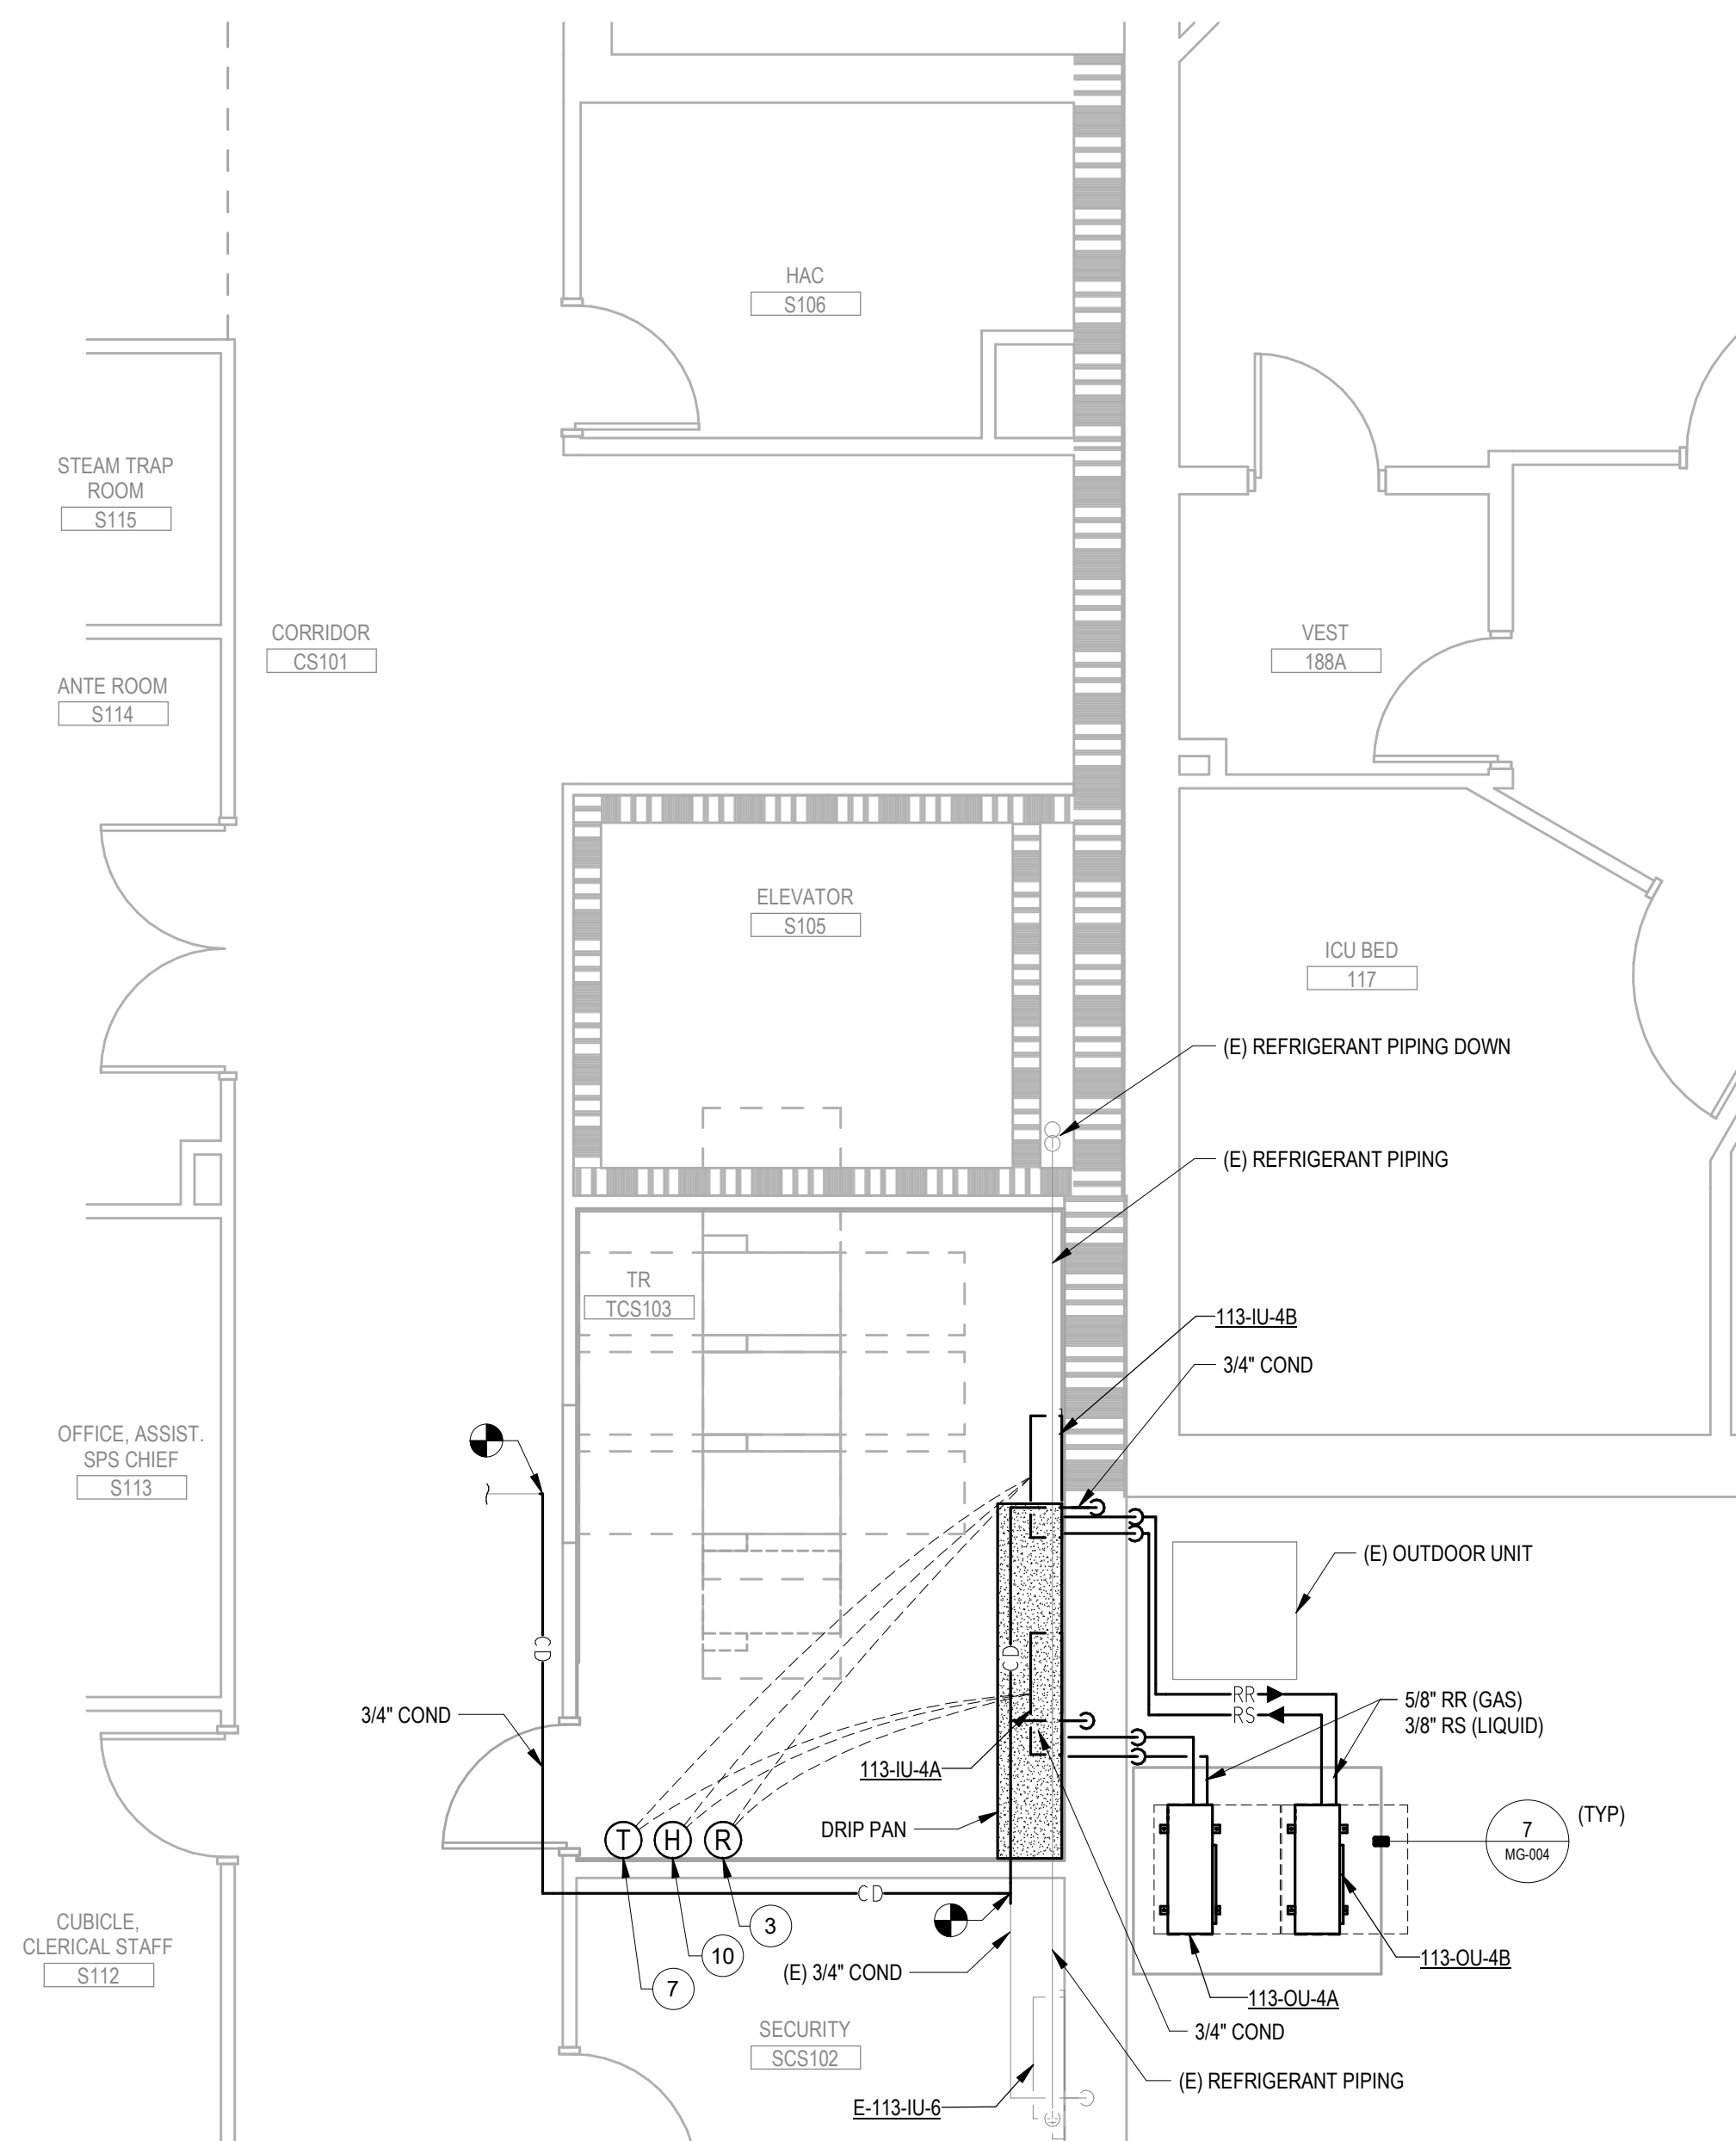 HAC
S106
STEAM TRAP
ROOM
S115
CORRIDOR
CS101
VEST
188A
ANTE ROOM
S114
ELEVATOR
S105
ICU BED
117
(E) REFRIGERANT PIPING DOWN
(E) REFRIGERANT PIPING
TR
TCS103
113-IU-4B
3/4" COND
OFFICE, ASSIST.
SPS CHIEF
S113
(E) OUTDOOR UNIT
CD
CD
RR
RS
5/8" RR (GAS)
3/8" RS (LIQUID)
3/4" COND
113-IU-4A
DRIP PAN
T
H
R
7
MG-004
(TYP)
CD
3
10
7
CUBICLE,
CLERICAL STAFF
S112
(E) 3/4" COND
113-OU-4B
113-OU-4A
3/4" COND
SECURITY
SCS102
(E) REFRIGERANT PIPING
E-113-IU-6